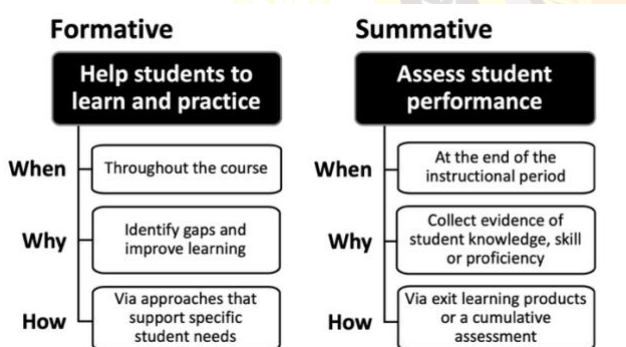 Formative
Help students to
learn and practice
When
Throughout the course
Why
Identify gaps and
improve learning
How
Via approaches that
support specific
student needs
Summative
Assess student
performance
When
At the end of the
instructional period
Why
Collect evidence of
student knowledge, skill
or proficiency
How
Via exit learning products
or a cumulative
assessment